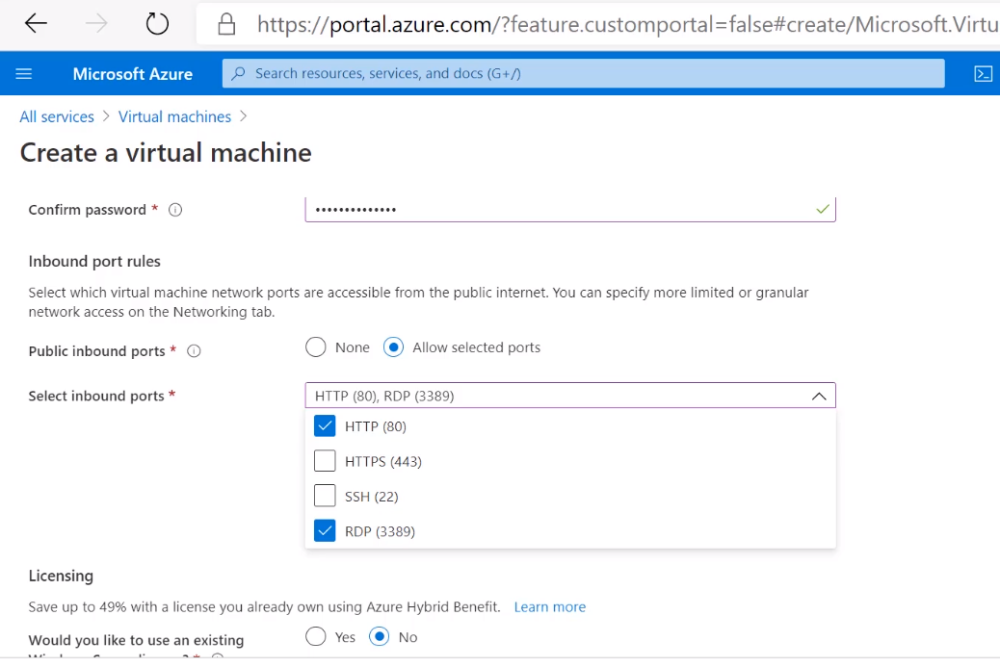 https://portal.azure.com/?feature.customportal=false#create/Microsoft.Virtu
Microsoft Azure
Search resources, services, and docs (G+/)
All services > Virtual machines >
Create a virtual machine
Confirm password * ••••••••••••••
Inbound port rules
Select which virtual machine network ports are accessible from the public internet. You can specify more limited or granular
network access on the Networking tab.
Public inbound ports * None Allow selected ports
Select inbound ports * HTTP (80), RDP (3389)
HTTP (80)
HTTPS (443)
SSH (22)
RDP (3389)
Licensing
Save up to 49% with a license you already own using Azure Hybrid Benefit. Learn more
Would you like to use an existing Yes No